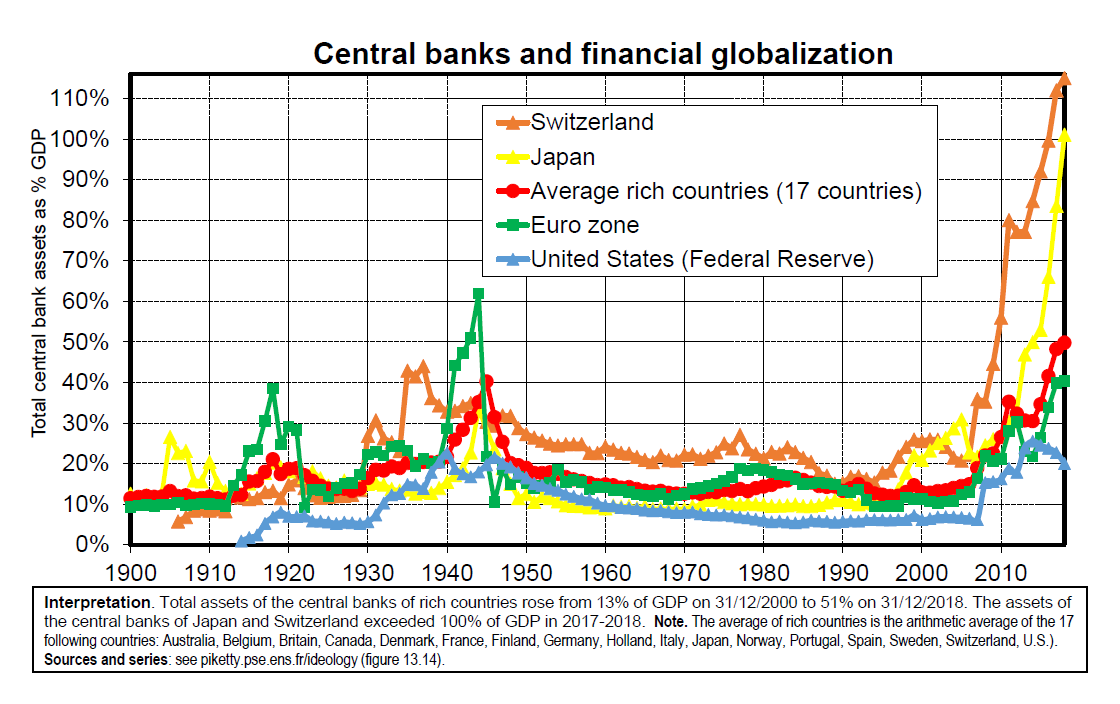 Central banks and financial globalization
Total central bank assets as % GDP
110%
100%
90%
80%
70%
60%
50%
40%
30%
20%
10%
0%
Switzerland
Japan
Average rich countries (17 countries)
Euro zone
United States (Federal Reserve)
1900 1910 1920 1930 1940 1950 1960 1970 1980 1990 2000 2010
Interpretation. Total assets of the central banks of rich countries rose from 13% of GDP on 31/12/2000 to 51% on 31/12/2018. The assets of
the central banks of Japan and Switzerland exceeded 100% of GDP in 2017-2018. Note. The average of rich countries is the arithmetic average of the 17
following countries: Australia, Belgium, Britain, Canada, Denmark, France, Finland, Germany, Holland, Italy, Japan, Norway, Portugal, Spain, Sweden, Switzerland, U.S.).
Sources and series: see piketty.pse.ens.fr/ideology (figure 13.14).